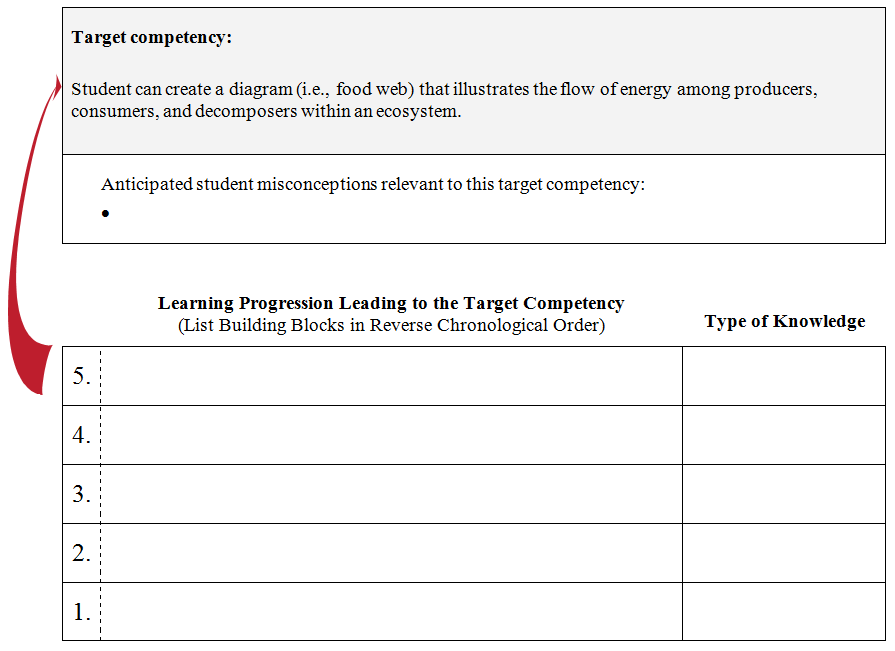 Target competency:
Student can create a diagram (i.e., food web) that illustrates the flow of energy among producers,
consumers, and decomposers within an ecosystem.
Anticipated student misconceptions relevant to this target competency:
•
Learning Progression Leading to the Target Competency
(List Building Blocks in Reverse Chronological Order)
Type of Knowledge
5.
4.
3.
2.
1.